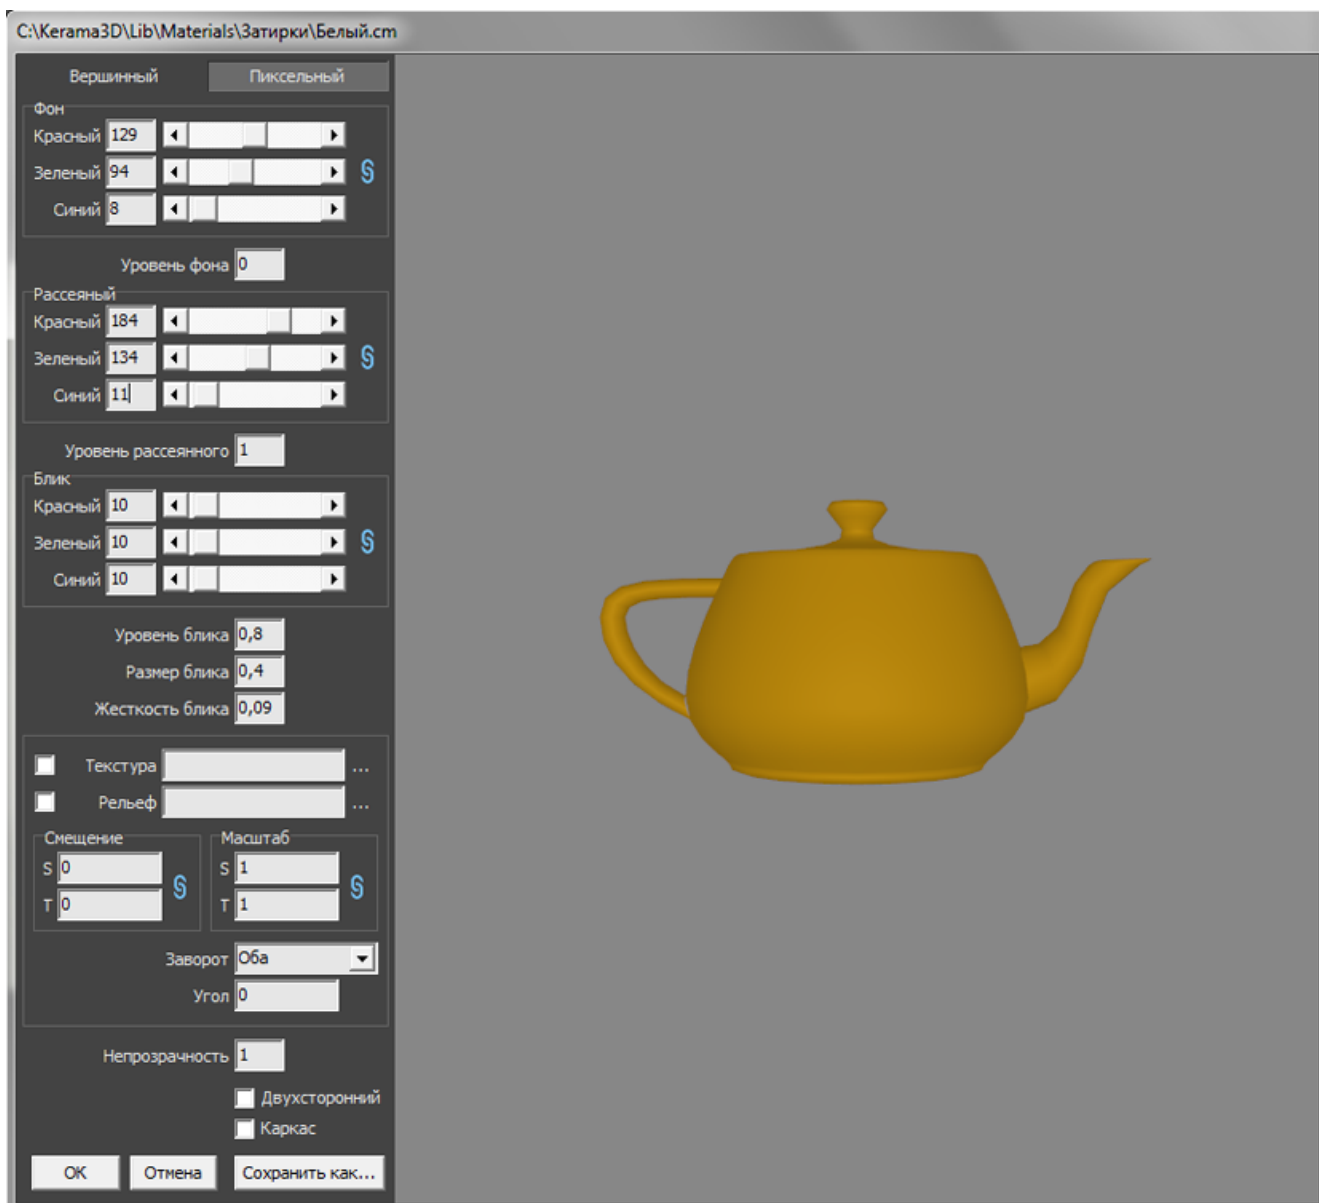 C:\Kerama3D\Lib\Materials\Затирки\Белый.cm
Вершинный Пиксельный
Фон
Красный 129
Зеленый 94
Синий 8
Уровень фона 0
Рассеяный
Красный 184
Зеленый 134
Синий 11
Уровень рассеянного 1
Блик
Красный 10
Зеленый 10
Синий 10
Уровень блика 0,8
Размер блика 0,4
Жесткость блика 0,09
Текстура ...
Рельеф ...
Смещение Масштаб
S 0 S 1
T 0 T 1
Заворот Оба
Угол 0
Непрозрачность 1
Двухсторонний
Каркас
OK Отмена Сохранить как...